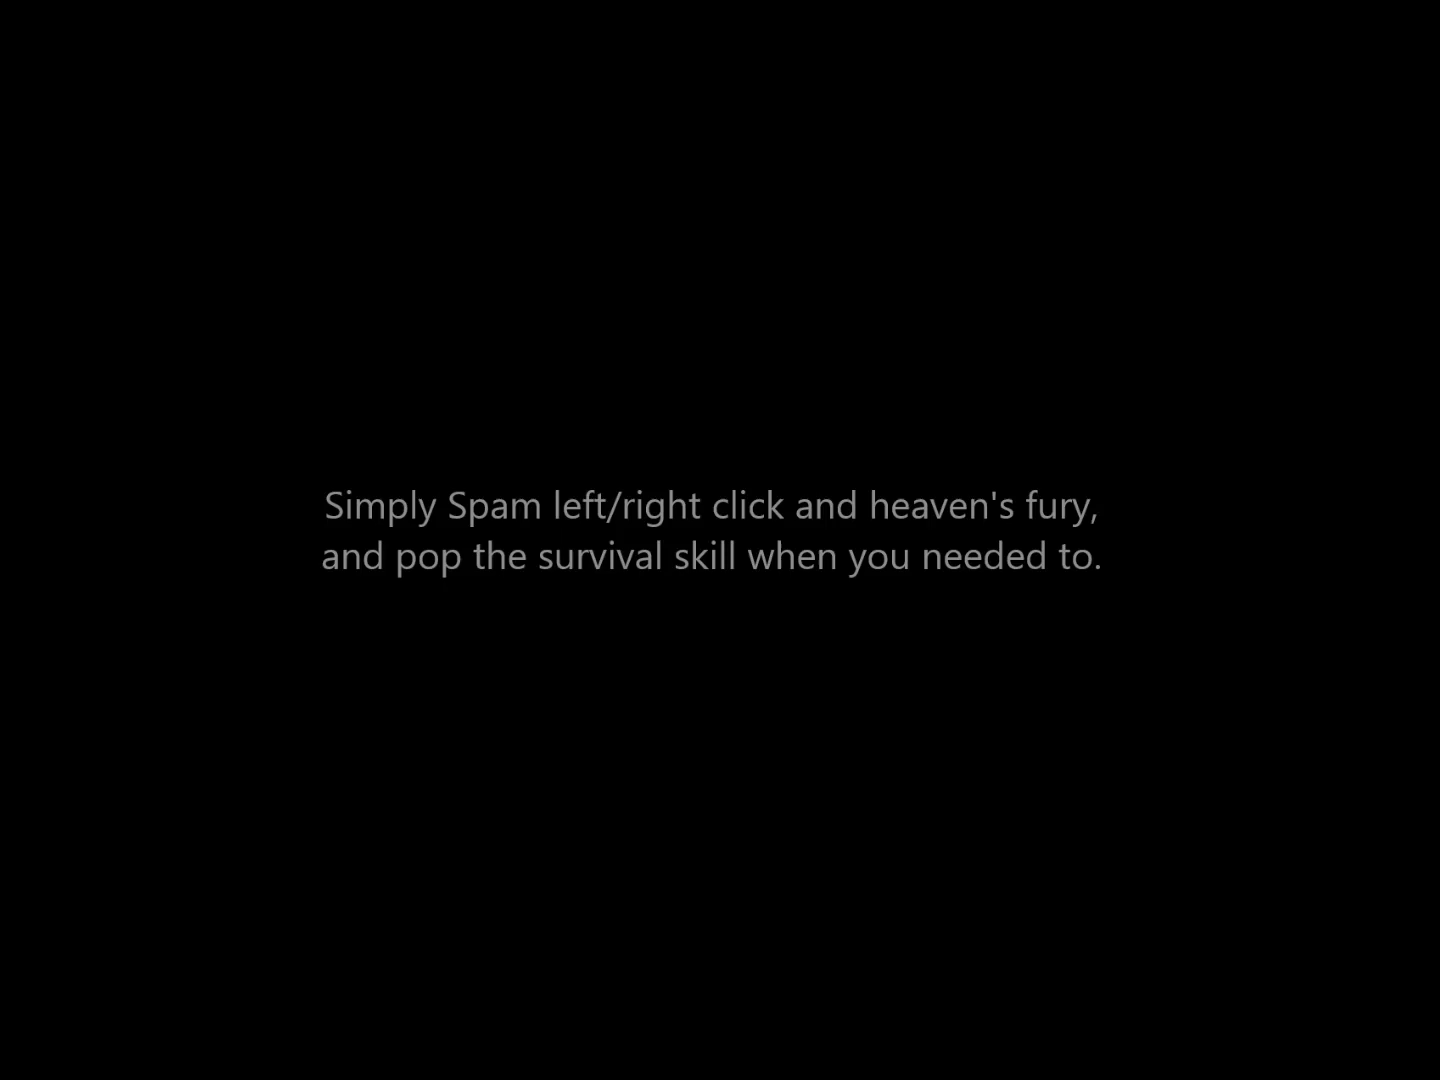 Simply Spam left/right click and heaven's fury,
and pop the survival skill when you needed to.